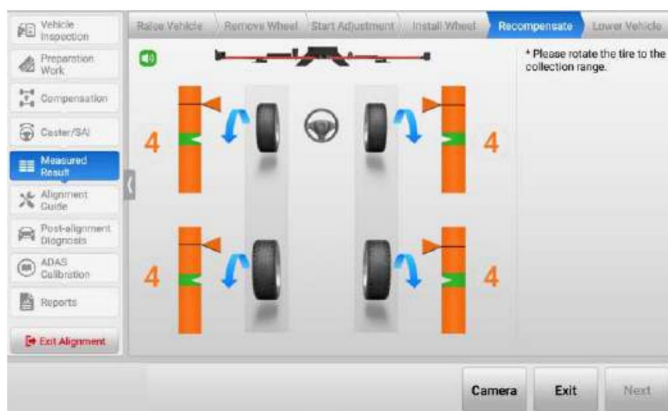 Vehicle
Inspection
Raise Vehicle
Remove Wheel
Start Adjustment
Install Wheel
Recompensate
Lower Vehicle
Preparation
Work
* Please rotate the tire to the
collection range.
Compensation
Caster/SAI
4
4
Measured
Result
Alignment
Guide
Post-alignment
Diagnosis
ADAS
Calibration
4
4
Reports
Exit Alignment
Camera
Exit
Next